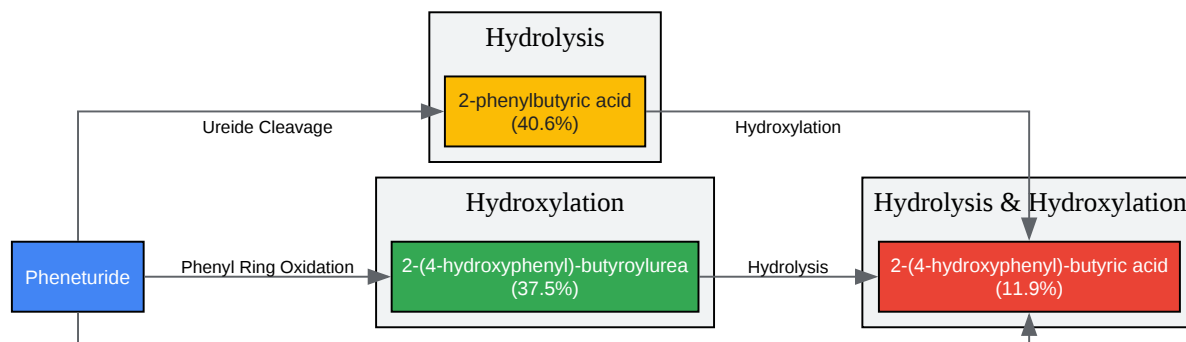 Hydrolysis
2-phenylbutyric acid
(40.6%)
Ureide Cleavage
Hydroxylation
Hydroxylation
Hydrolysis & Hydroxylation
Pheneturide
Phenyl Ring Oxidation
2-(4-hydroxyphenyl)-butyroylurea
(37.5%)
Hydrolysis
2-(4-hydroxyphenyl)-butyric acid
(11.9%)